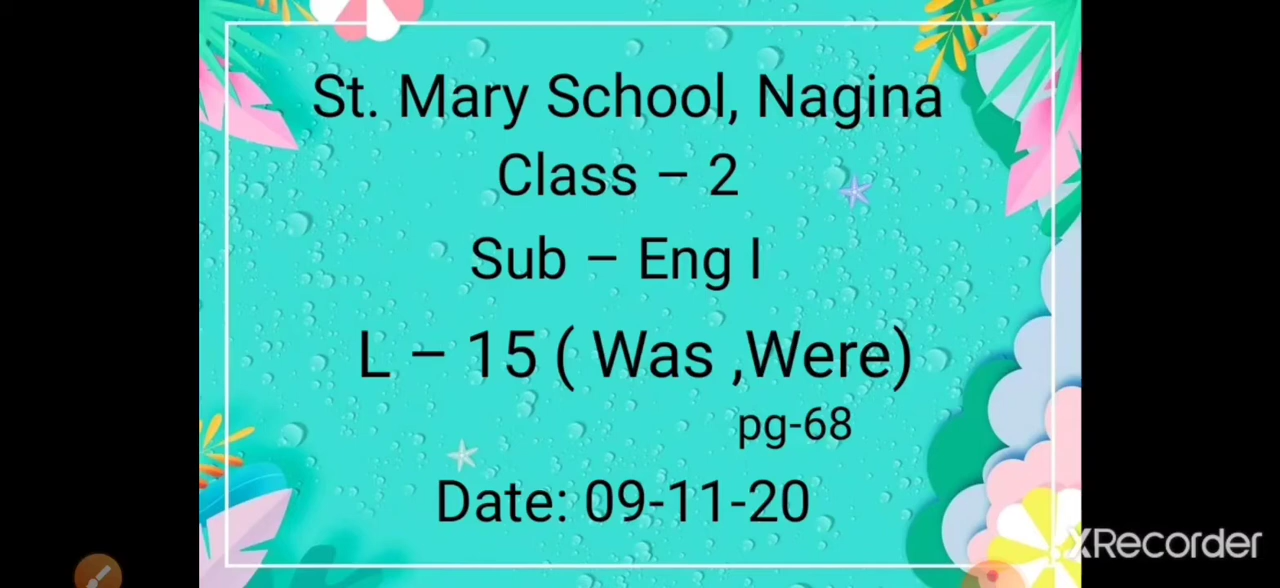 St. Mary School, Nagina
Class – 2
Sub – Eng I
L – 15 ( Was ,Were)
pg-68
Date: 09-11-20
XRecorder